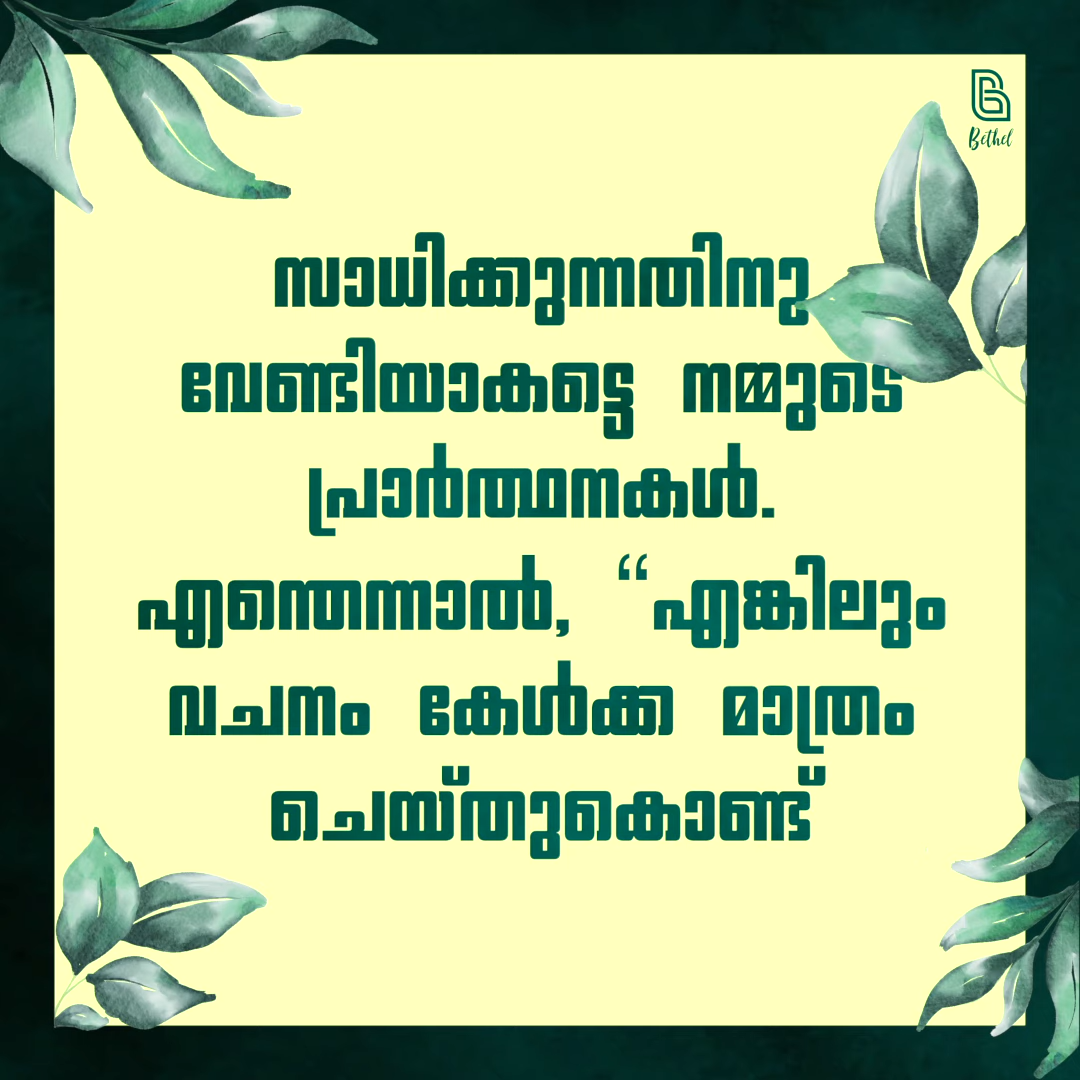 Bethel
സാധിക്കുന്നതിനു
വേണ്ടിയാകട്ടെ നമ്മുടെ
പ്രാർത്ഥനകൾ.
എന്തെന്നാൽ, “എങ്കിലും
വചനം കേൾക്ക മാത്രം
ചെയ്തുകൊണ്ട്